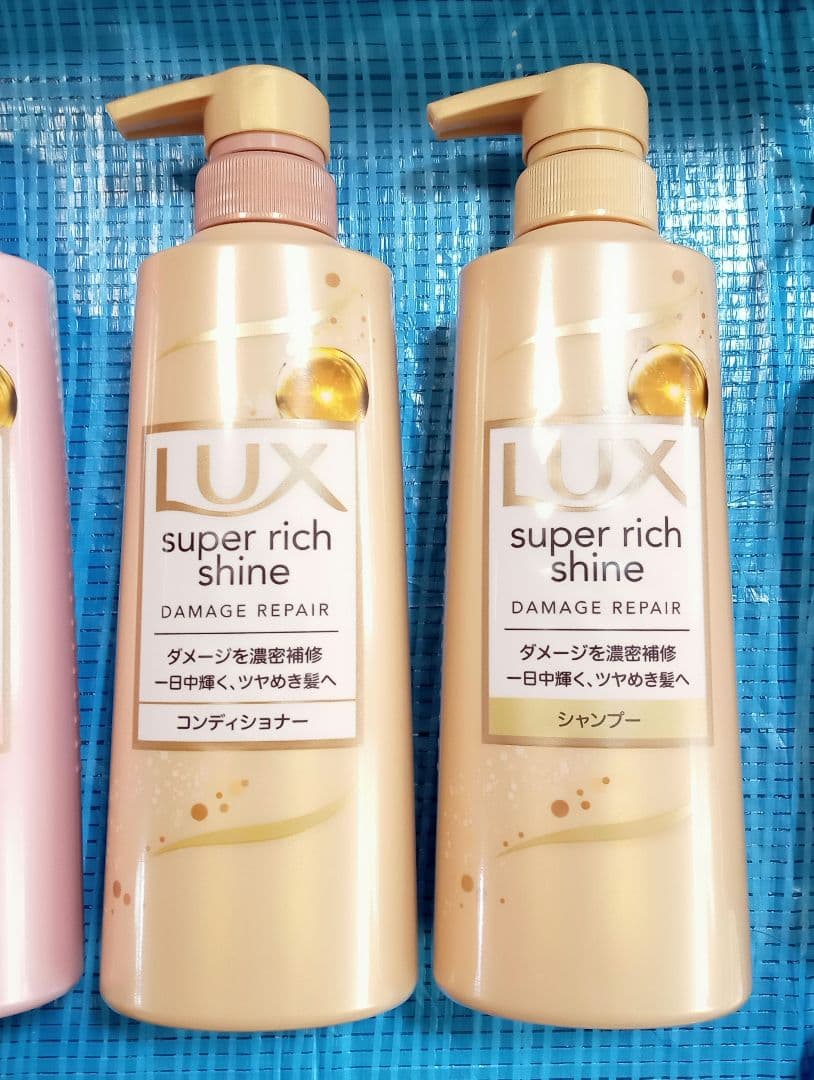 LUX
super rich
shine
DAMAGE REPAIR
ダメージを濃密補修
一日中輝く、ツヤめき髪へ
コンディショナー
LUX
super rich
shine
DAMAGE REPAIR
ダメージを濃密補修
一日中輝く、ツヤめき髪へ
シャンプー